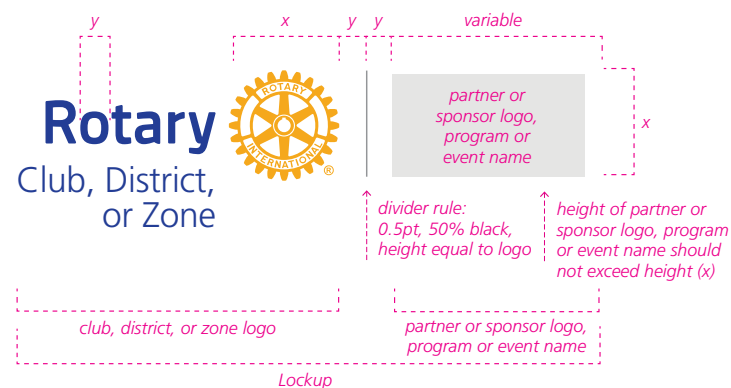 y
x
y
y
variable
Rotary
Club, District,
or Zone
ROTARY
INTERNATIONAL
®
partner or
sponsor logo,
program or
event name
x
divider rule:
0.5pt, 50% black,
height equal to logo
height of partner or
sponsor logo, program
or event name should
not exceed height (x)
club, district, or zone logo
partner or sponsor logo,
program or event name
Lockup